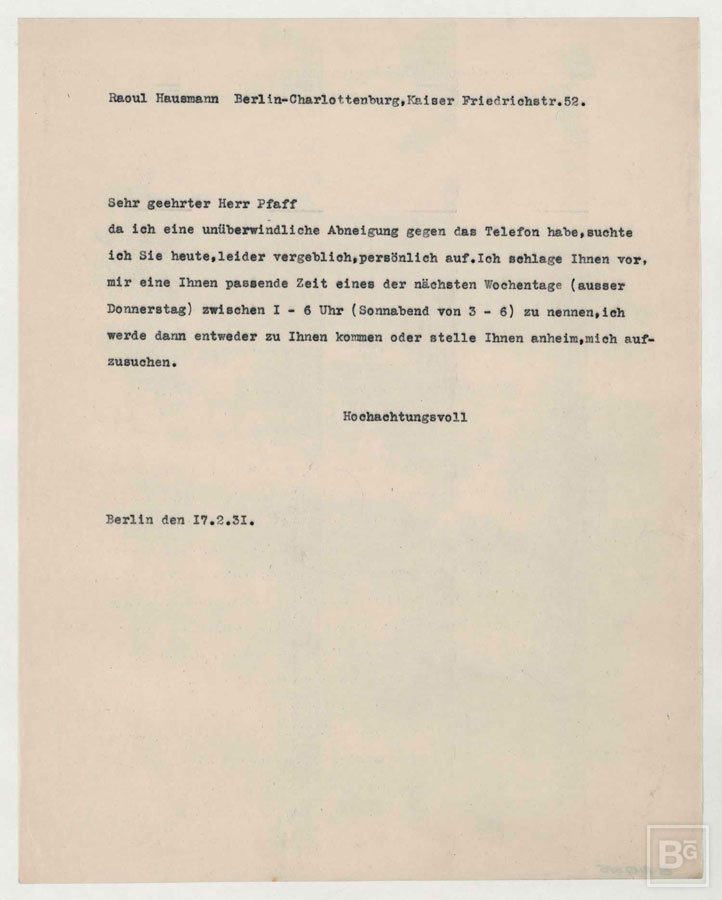 Raoul Hausmann  Berlin-Charlottenburg,Kaiser Friedrichstr.52.
Sehr geehrter Herr Pfaff
da ich eine unüberwindliche Abneigung gegen das Telefon habe,suchte
ich Sie heute,leider vergeblich,persönlich auf.Ich schlage Ihnen vor,
mir eine Ihnen passende Zeit eines der nächsten Wochentage (ausser
Donnerstag) zwischen I - 6 Uhr (Sonnabend von 3 - 6) zu nennen,ich
werde dann entweder zu Ihnen kommen oder stelle Ihnen anheim,mich auf-
zusuchen.
Hochachtungsvoll
Berlin den I7.2.3I.
BG